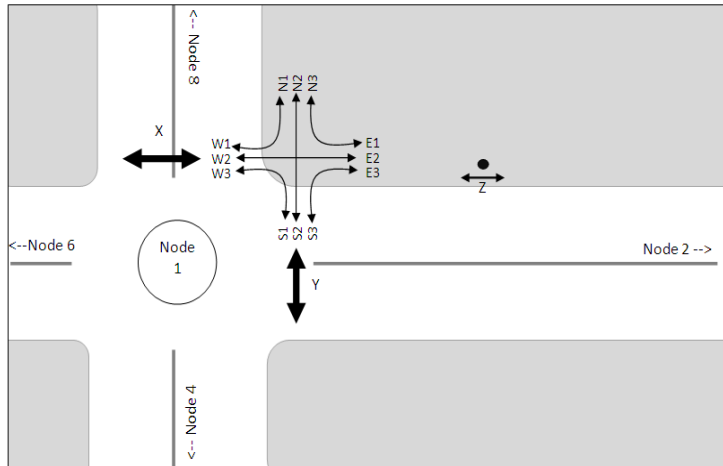 <-- Node 8
N1
N2
N3
X
W1
E1
W2
E2
W3
E3
Z
S1
S2
S3
<--Node 6
Node
1
Node 2 -->
Y
<-- Node 4